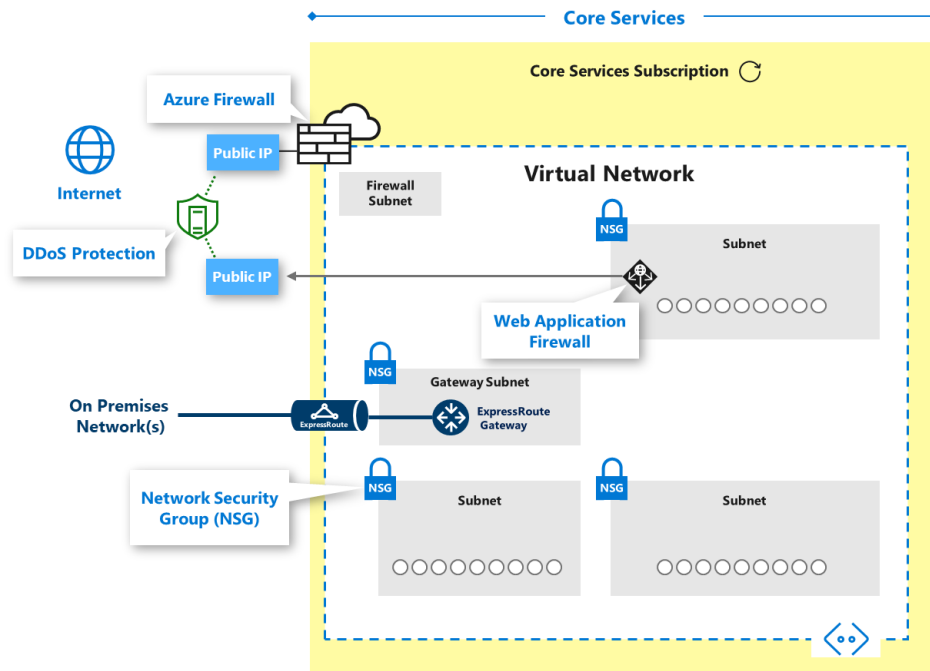 Core Services
Core Services Subscription
Azure Firewall
Public IP
Internet
Virtual Network
Firewall
Subnet
NSG
Subnet
DDoS Protection
Public IP
Web Application
Firewall
NSG
Gateway Subnet
On Premises
Network(s)
ExpressRoute
ExpressRoute
Gateway
NSG
Subnet
NSG
Subnet
Network Security
Group (NSG)